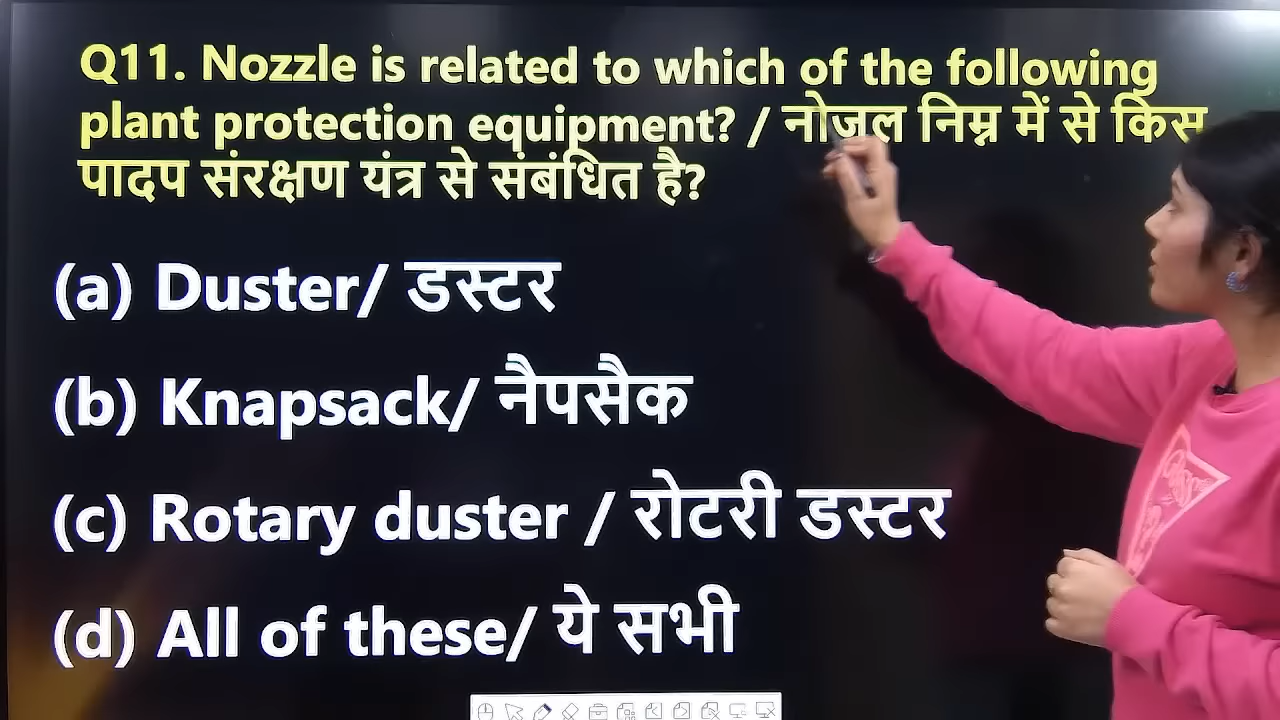 Q11. Nozzle is related to which of the following
plant protection equipment? / नोजल निम्न में से किस
पादप संरक्षण यंत्र से संबंधित है?
(a) Duster/ डस्टर
(b) Knapsack/ नैपसैक
(c) Rotary duster / रोटरी डस्टर
(d) All of these/ ये सभी